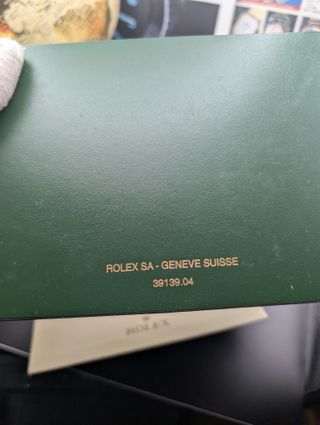 ROLEX SA - GENEVE SUISSE
39139.04
ROLEX